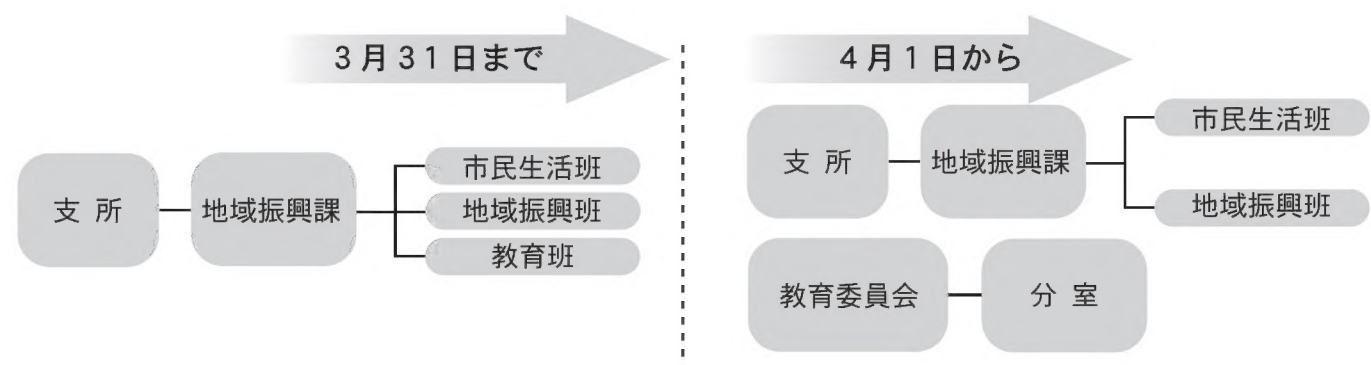 3月31日まで
支所
地域振興課
市民生活班
地域振興班
教育班
4月1日から
支所
地域振興課
市民生活班
地域振興班
教育委員会
分室